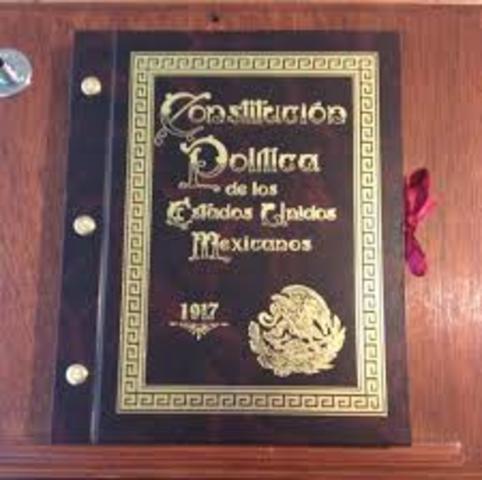 Constitución
Política
de los
Estados Unidos
Mexicanos
1917